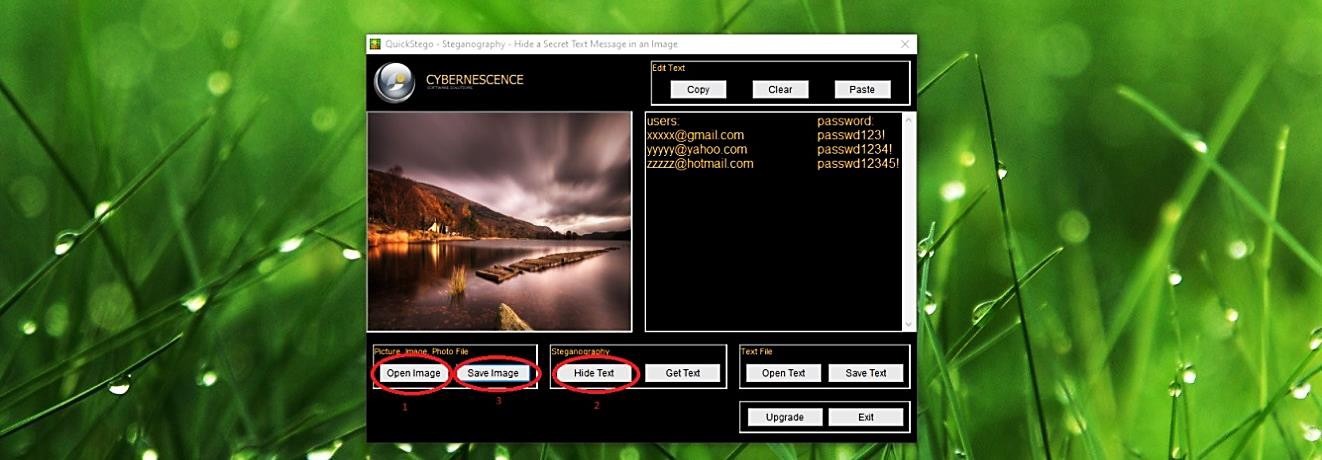 QuickStego - Steganography - Hide a Secret Text Message in an Image
CYBERNESCENCE
SOFTWARE SOLUTIONS
Edit Text
Copy Clear Paste
users: password:
xxxxx@gmail.com passwd123!
yyyyy@yahoo.com passwd1234!
zzzzz@hotmail.com passwd12345!
Picture, Image, Photo File Steganography Text File
Open Image Save Image Hide Text Get Text Open Text Save Text
1 3 2
Upgrade Exit